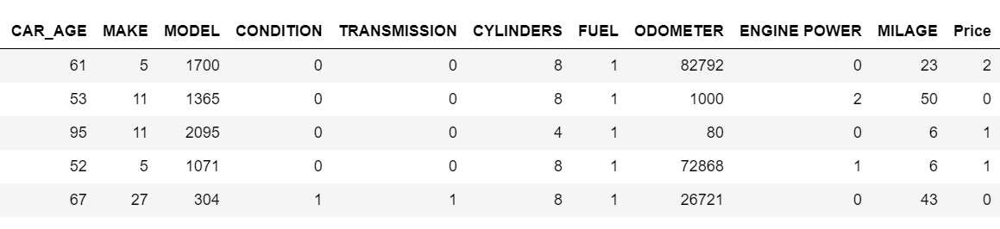 CAR_AGE MAKE MODEL CONDITION TRANSMISSION CYLINDERS FUEL ODOMETER ENGINE POWER MILAGE Price
61 5 1700 0 0 8 1 82792 0 23 2
53 11 1365 0 0 8 1 1000 2 50 0
95 11 2095 0 0 4 1 80 0 6 1
52 5 1071 0 0 8 1 72868 1 6 1
67 27 304 1 1 8 1 26721 0 43 0